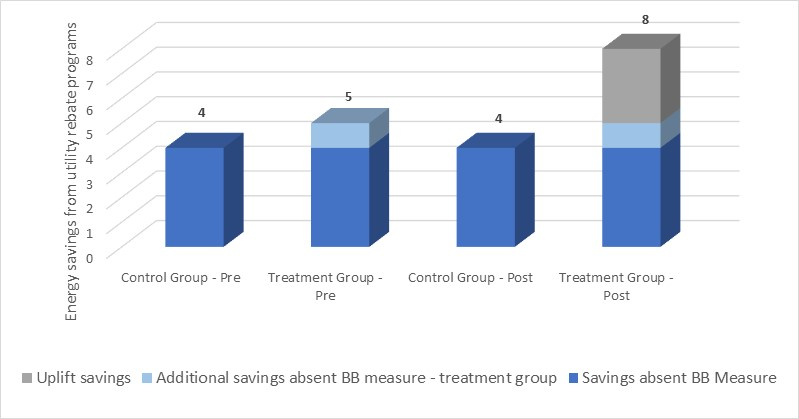 Energy savings from utility rebate programs
8
7
6
5
4
3
2
1
0
4
5
4
8
Control Group - Pre
Treatment Group -
Pre
Control Group - Post
Treatment Group -
Post
Uplift savings
Additional savings absent BB measure - treatment group
Savings absent BB Measure